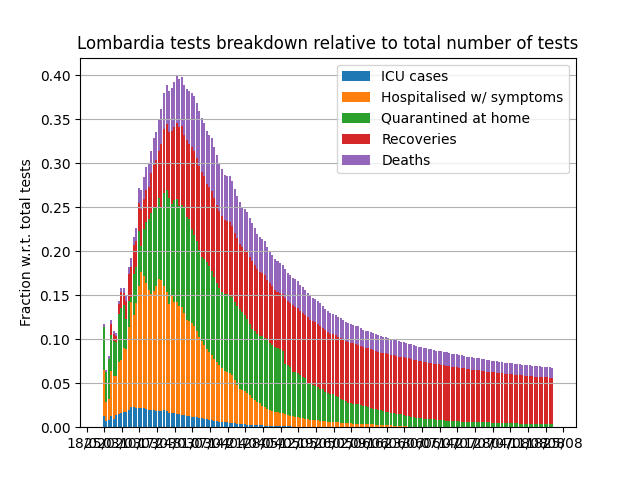 Lombardia tests breakdown relative to total number of tests
ICU cases
Hospitalised w/ symptoms
Quarantined at home
Recoveries
Deaths
Fraction w.r.t. total tests
0.40
0.35
0.30
0.25
0.20
0.15
0.10
0.05
0.00